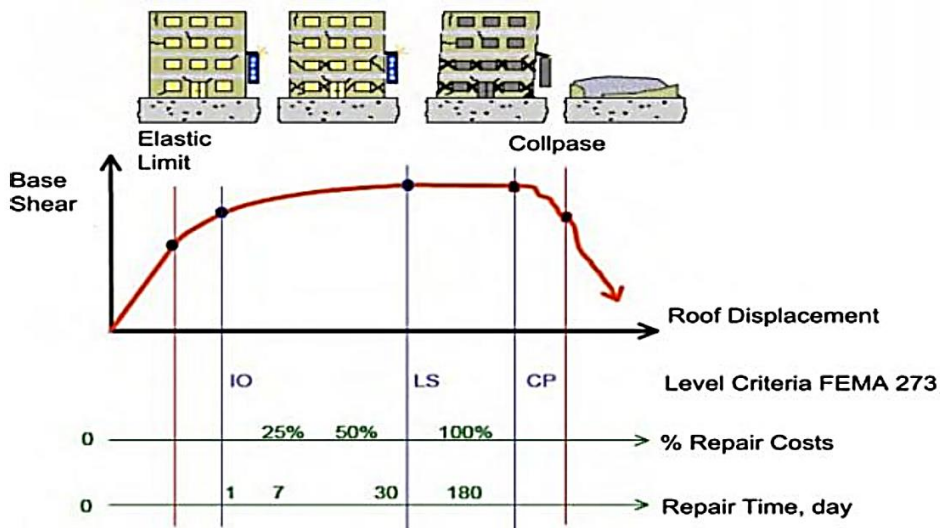 Elastic
Limit
Collpase
Base
Shear
Roof Displacement
IO
LS
CP
Level Criteria FEMA 273
0
25%
50%
100%
% Repair Costs
0
1
7
30
180
Repair Time, day